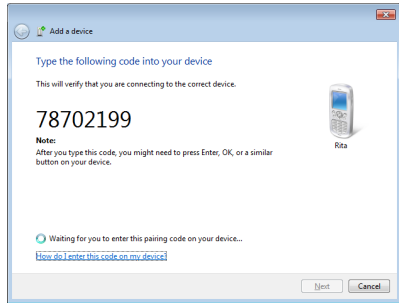 Add a device
Type the following code into your device
This will verify that you are connecting to the correct device.
78702199
Note:
After you type this code, you might need to press Enter, OK, or a similar
button on your device.
Rita
Waiting for you to enter this pairing code on your device...
How do I enter this code on my device?
Next Cancel